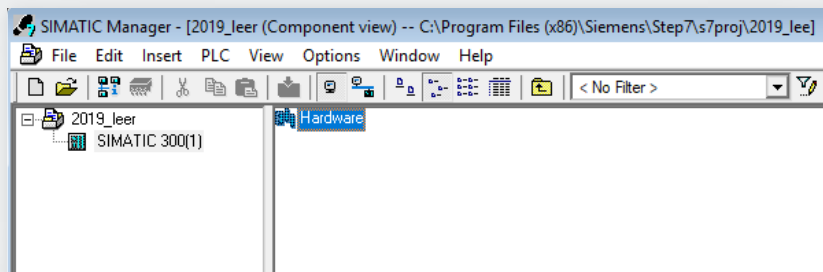 SIMATIC Manager - [2019_leer (Component view) -- C:\Program Files (x86)\Siemens\Step7\s7proj\2019_lee]
File Edit Insert PLC View Options Window Help
< No Filter >
2019_leer
SIMATIC 300(1)
Hardware